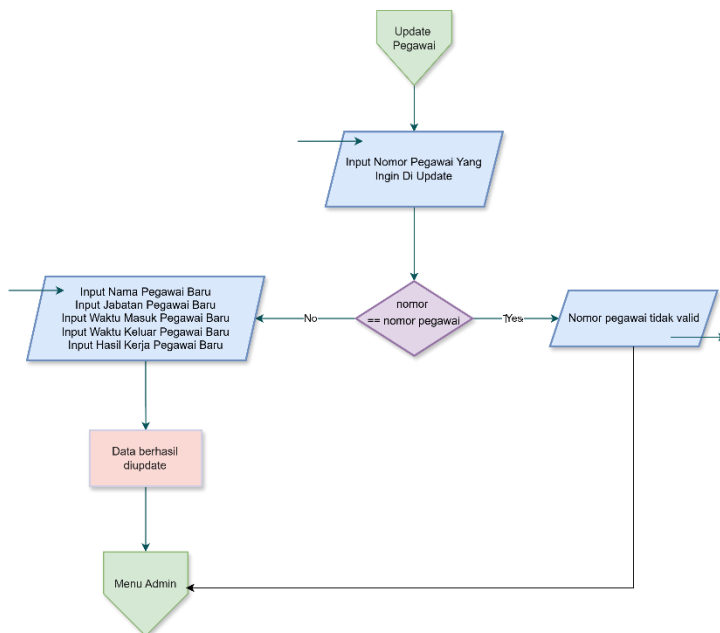 Update
Pegawai
Input Nomor Pegawai Yang
Ingin Di Update
Input Nama Pegawai Baru
Input Jabatan Pegawai Baru
Input Waktu Masuk Pegawai Baru
Input Waktu Keluar Pegawai Baru
Input Hasil Kerja Pegawai Baru
No
nomor
== nomor pegawai
Yes
Nomor pegawai tidak valid
Data berhasil
diupdate
Menu Admin